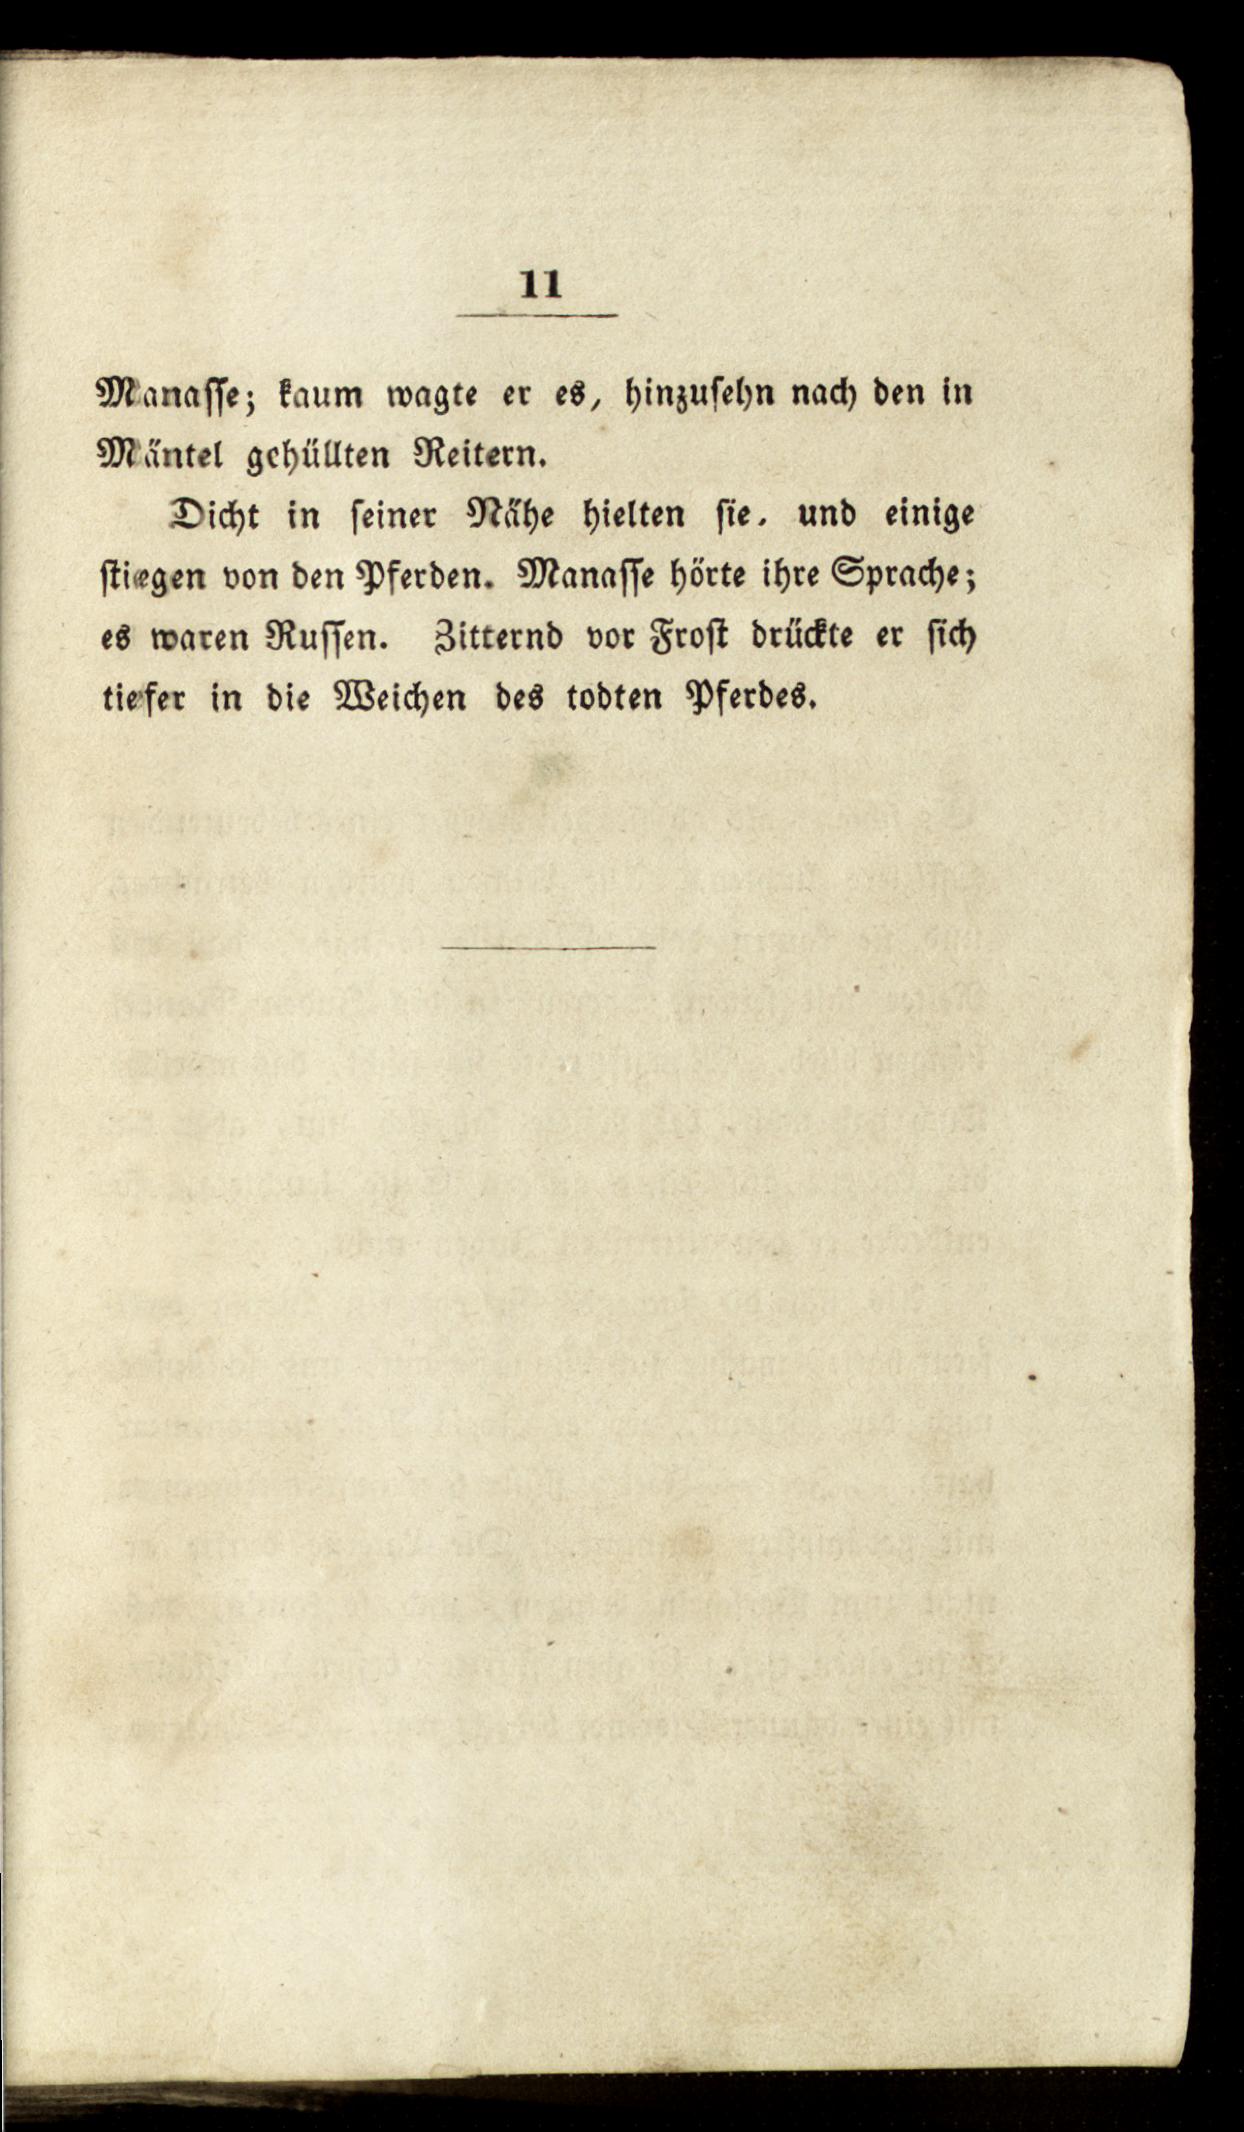 11
Manasse; kaum wagte er es, hinzusehn nach den in
Mäntel gehüllten Reitern.
Dicht in seiner Nähe hielten sie. und einige
stiegen von den Pferden. Manasse hörte ihre Sprache;
es waren Russen. Zitternd vor Frost drückte er sich
tiefer in die Weichen des todten Pferdes.